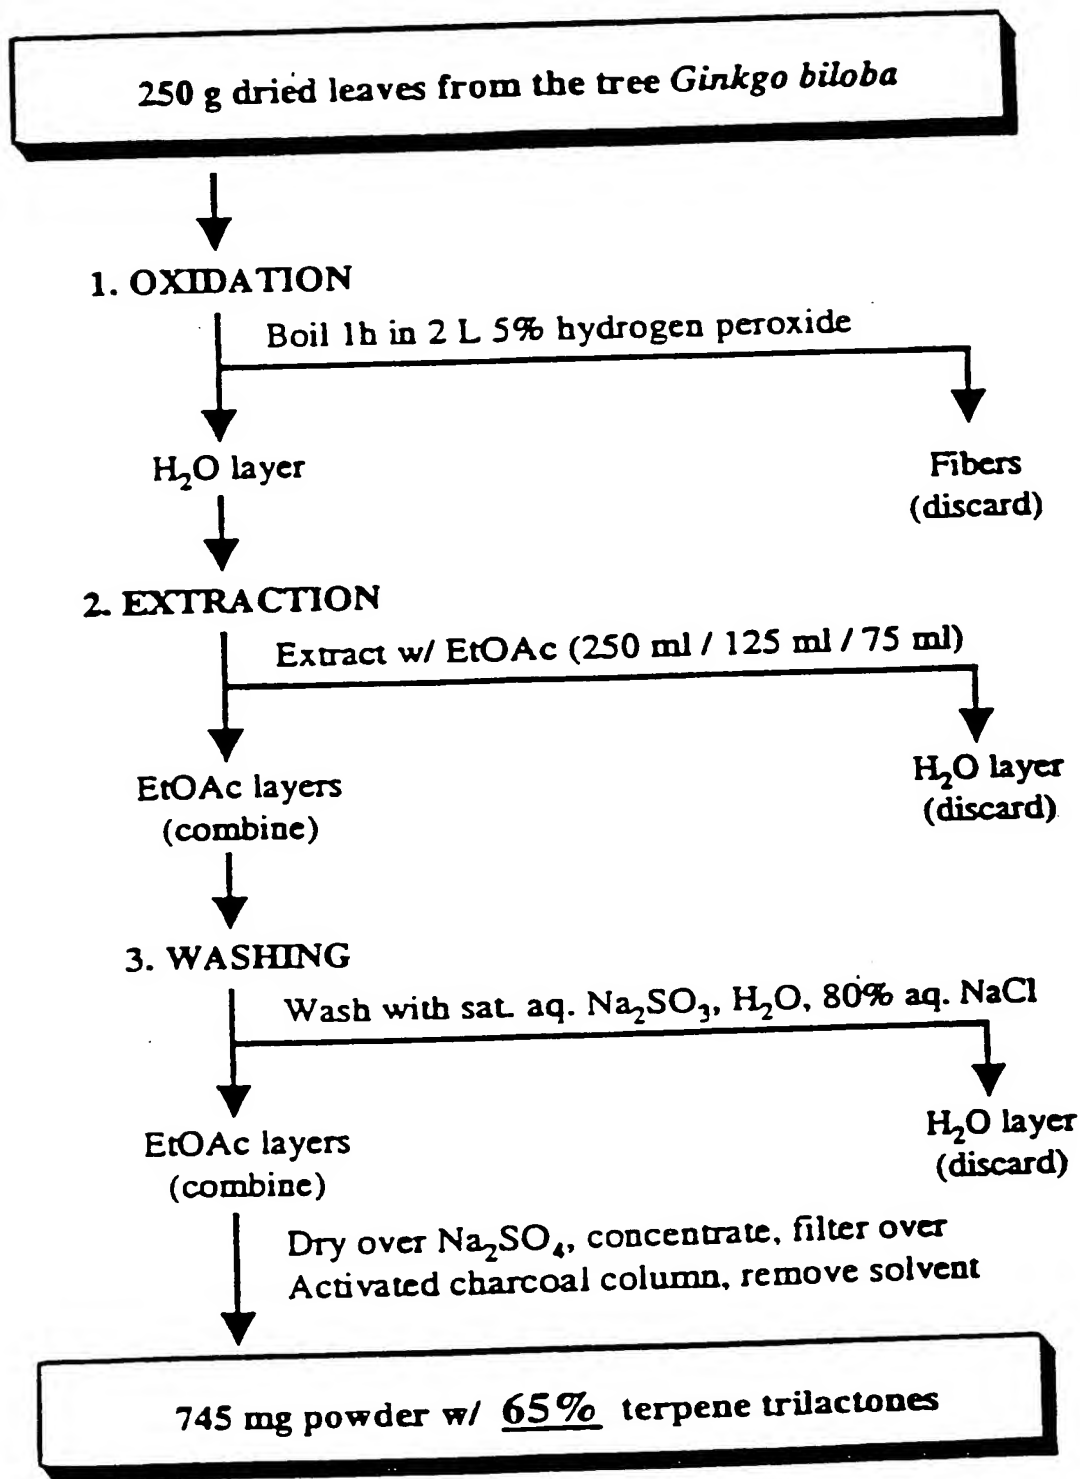 250 g dried leaves from the tree Ginkgo biloba
1. OXIDATION
Boil 1h in 2 L 5% hydrogen peroxide
H₂O layer
Fibers
(discard)
2. EXTRACTION
Extract w/ EtOAc (250 ml / 125 ml / 75 ml)
EtOAc layers
(combine)
H₂O layer
(discard)
3. WASHING
Wash with sat. aq. Na₂SO₃, H₂O, 80% aq. NaCl
EtOAc layers
(combine)
H₂O layer
(discard)
Dry over Na₂SO₄, concentrate, filter over
Activated charcoal column, remove solvent
745 mg powder w/ 65% terpene trilactones